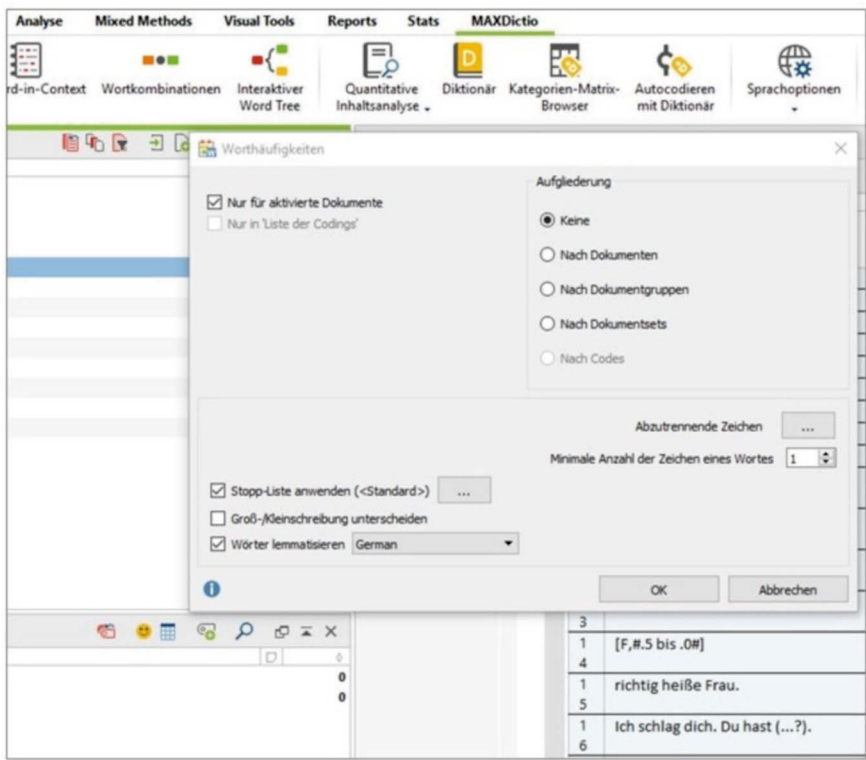 Analyse Mixed Methods Visual Tools Reports Stats MAXDictio
rd-in-Context Wortkombinationen Interaktiver Word Tree Quantitative Inhaltsanalyse Diktionär Kategorien-Matrix-Browser Autocodieren mit Diktionär Sprachoptionen
Worthäufigkeiten
Nur für aktivierte Dokumente
Nur in 'Liste der Codings'
Aufgliederung
Keine
Nach Dokumenten
Nach Dokumentgruppen
Nach Dokumentsets
Nach Codes
Abzutrennende Zeichen ...
Minimale Anzahl der Zeichen eines Wortes 1
Stopp-Liste anwenden (<Standard>) ...
Groß-/Kleinschreibung unterscheiden
Wörter lemmatisieren German
OK Abbrechen
0
0
3
1 [F,#.5 bis .0#]
4
1 richtig heiße Frau.
5
1 Ich schlag dich. Du hast (...?).
6